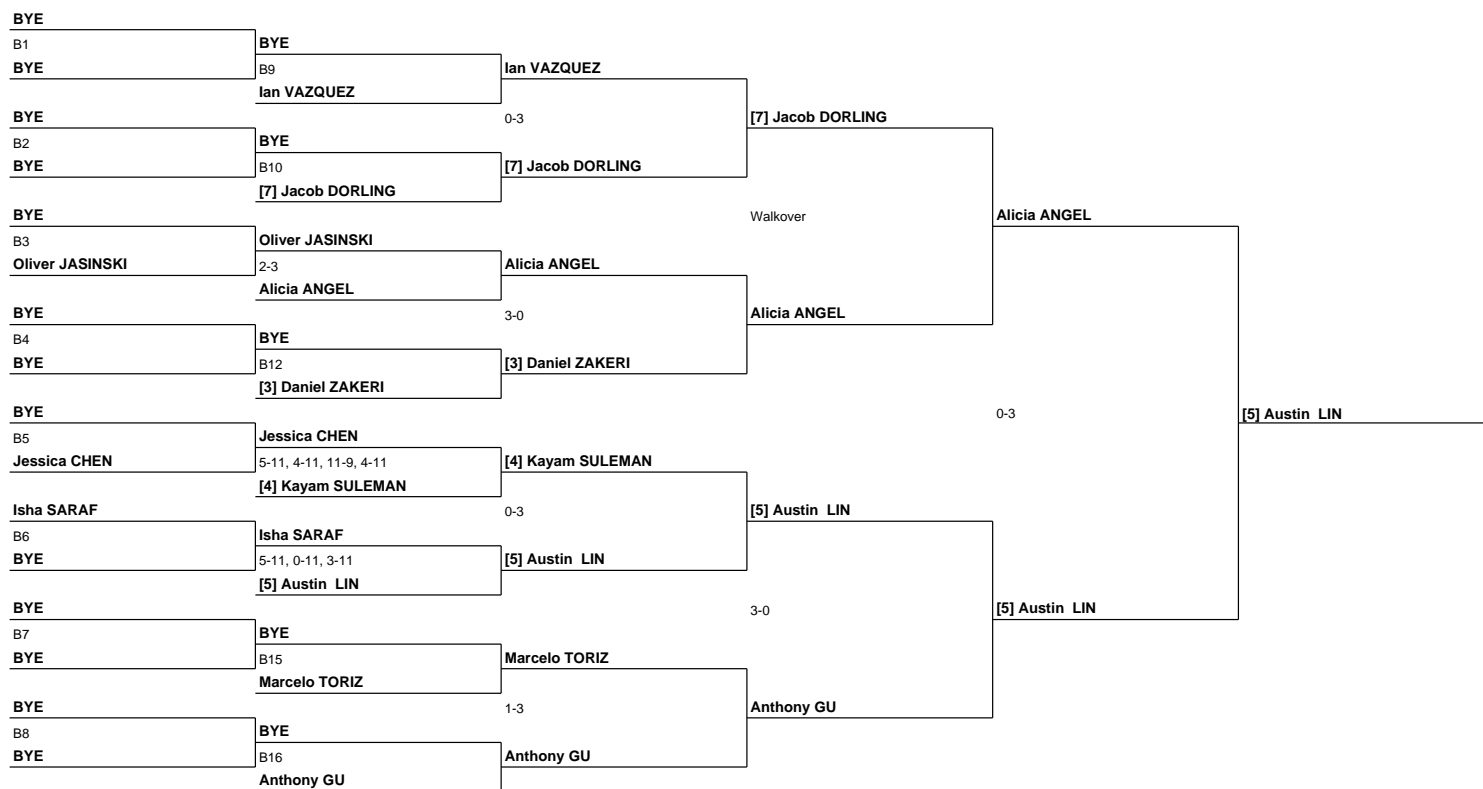 BYE
B1
BYE
BYE
B9
Ian VAZQUEZ
Ian VAZQUEZ
BYE
0-3
[7] Jacob DORLING
B2
BYE
BYE
B10
[7] Jacob DORLING
[7] Jacob DORLING
BYE
Walkover
Alicia ANGEL
B3
Oliver JASINSKI
Oliver JASINSKI
2-3
Alicia ANGEL
Alicia ANGEL
BYE
3-0
Alicia ANGEL
B4
BYE
BYE
B12
[3] Daniel ZAKERI
[3] Daniel ZAKERI
BYE
0-3
[5] Austin  LIN
B5
Jessica CHEN
Jessica CHEN
5-11, 4-11, 11-9, 4-11
[4] Kayam SULEMAN
[4] Kayam SULEMAN
Isha SARAF
0-3
[5] Austin  LIN
B6
Isha SARAF
BYE
5-11, 0-11, 3-11
[5] Austin  LIN
[5] Austin  LIN
BYE
3-0
[5] Austin  LIN
B7
BYE
BYE
B15
Marcelo TORIZ
Marcelo TORIZ
BYE
1-3
Anthony GU
B8
BYE
BYE
B16
Anthony GU
Anthony GU